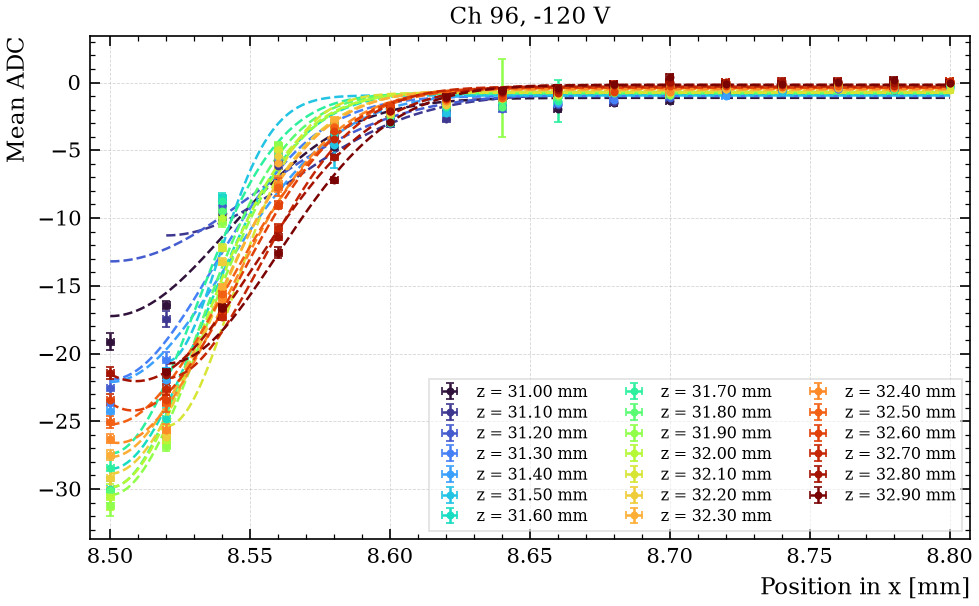 Ch 96, -120 V
Mean ADC
0
−5
−10
−15
−20
−25
−30
z = 31.00 mm
z = 31.10 mm
z = 31.20 mm
z = 31.30 mm
z = 31.40 mm
z = 31.50 mm
z = 31.60 mm
z = 31.70 mm
z = 31.80 mm
z = 31.90 mm
z = 32.00 mm
z = 32.10 mm
z = 32.20 mm
z = 32.30 mm
z = 32.40 mm
z = 32.50 mm
z = 32.60 mm
z = 32.70 mm
z = 32.80 mm
z = 32.90 mm
8.50 8.55 8.60 8.65 8.70 8.75 8.80
Position in x [mm]